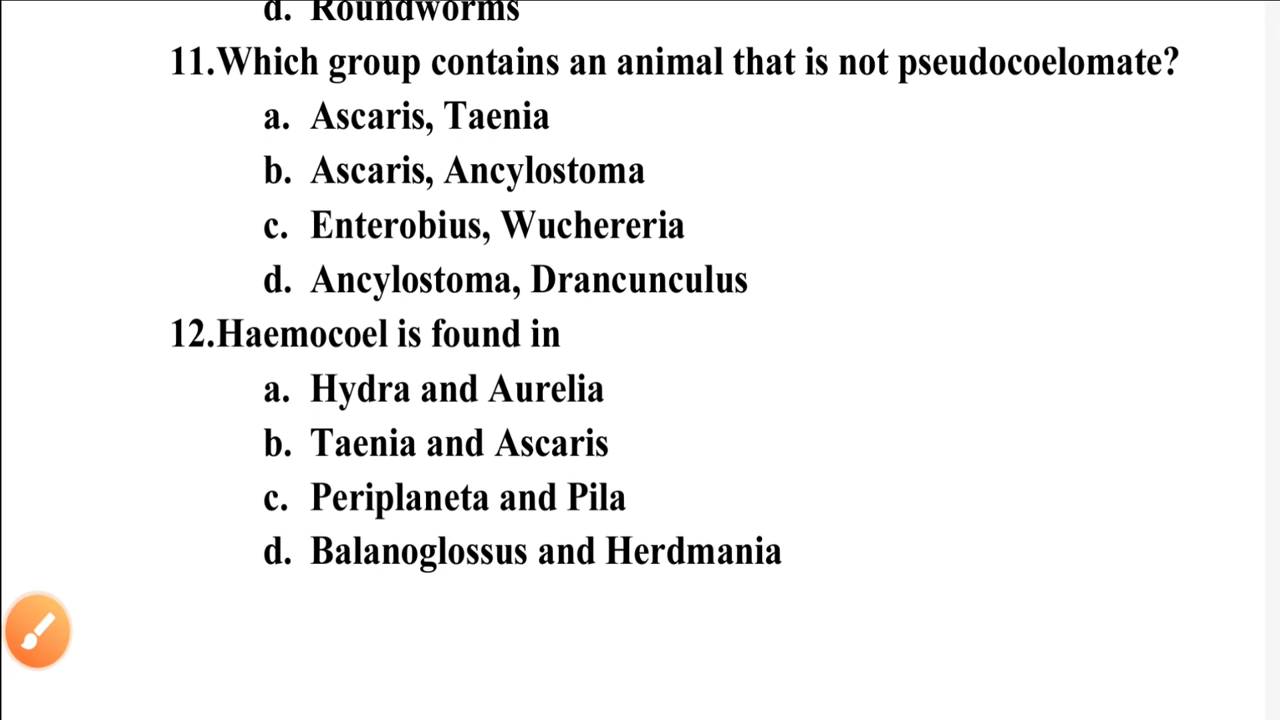 d. Roundworms
11.Which group contains an animal that is not pseudocoelomate?
a. Ascaris, Taenia
b. Ascaris, Ancylostoma
c. Enterobius, Wuchereria
d. Ancylostoma, Drancunculus
12.Haemocoel is found in
a. Hydra and Aurelia
b. Taenia and Ascaris
c. Periplaneta and Pila
d. Balanoglossus and Herdmania